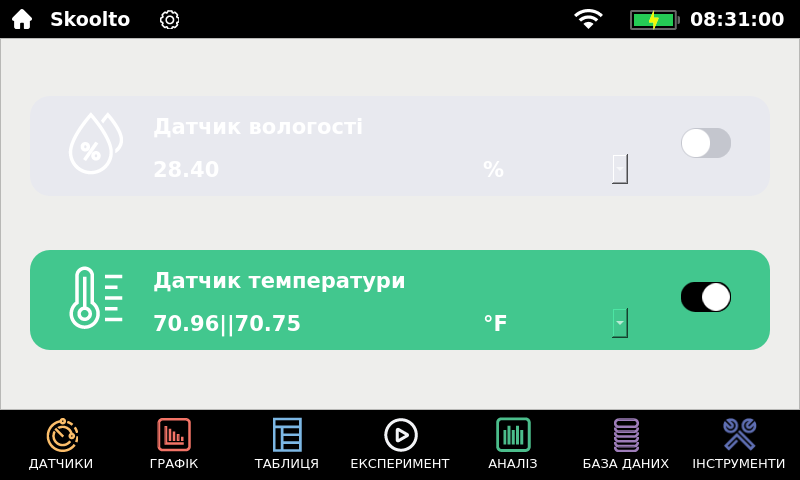 Skoolto 08:31:00
Датчик вологості
%
28.40 %
Датчик температури
70.96||70.75 °F
ДАТЧИКИ ГРАФІК ТАБЛИЦЯ ЕКСПЕРИМЕНТ АНАЛІЗ БАЗА ДАНИХ ІНСТРУМЕНТИ